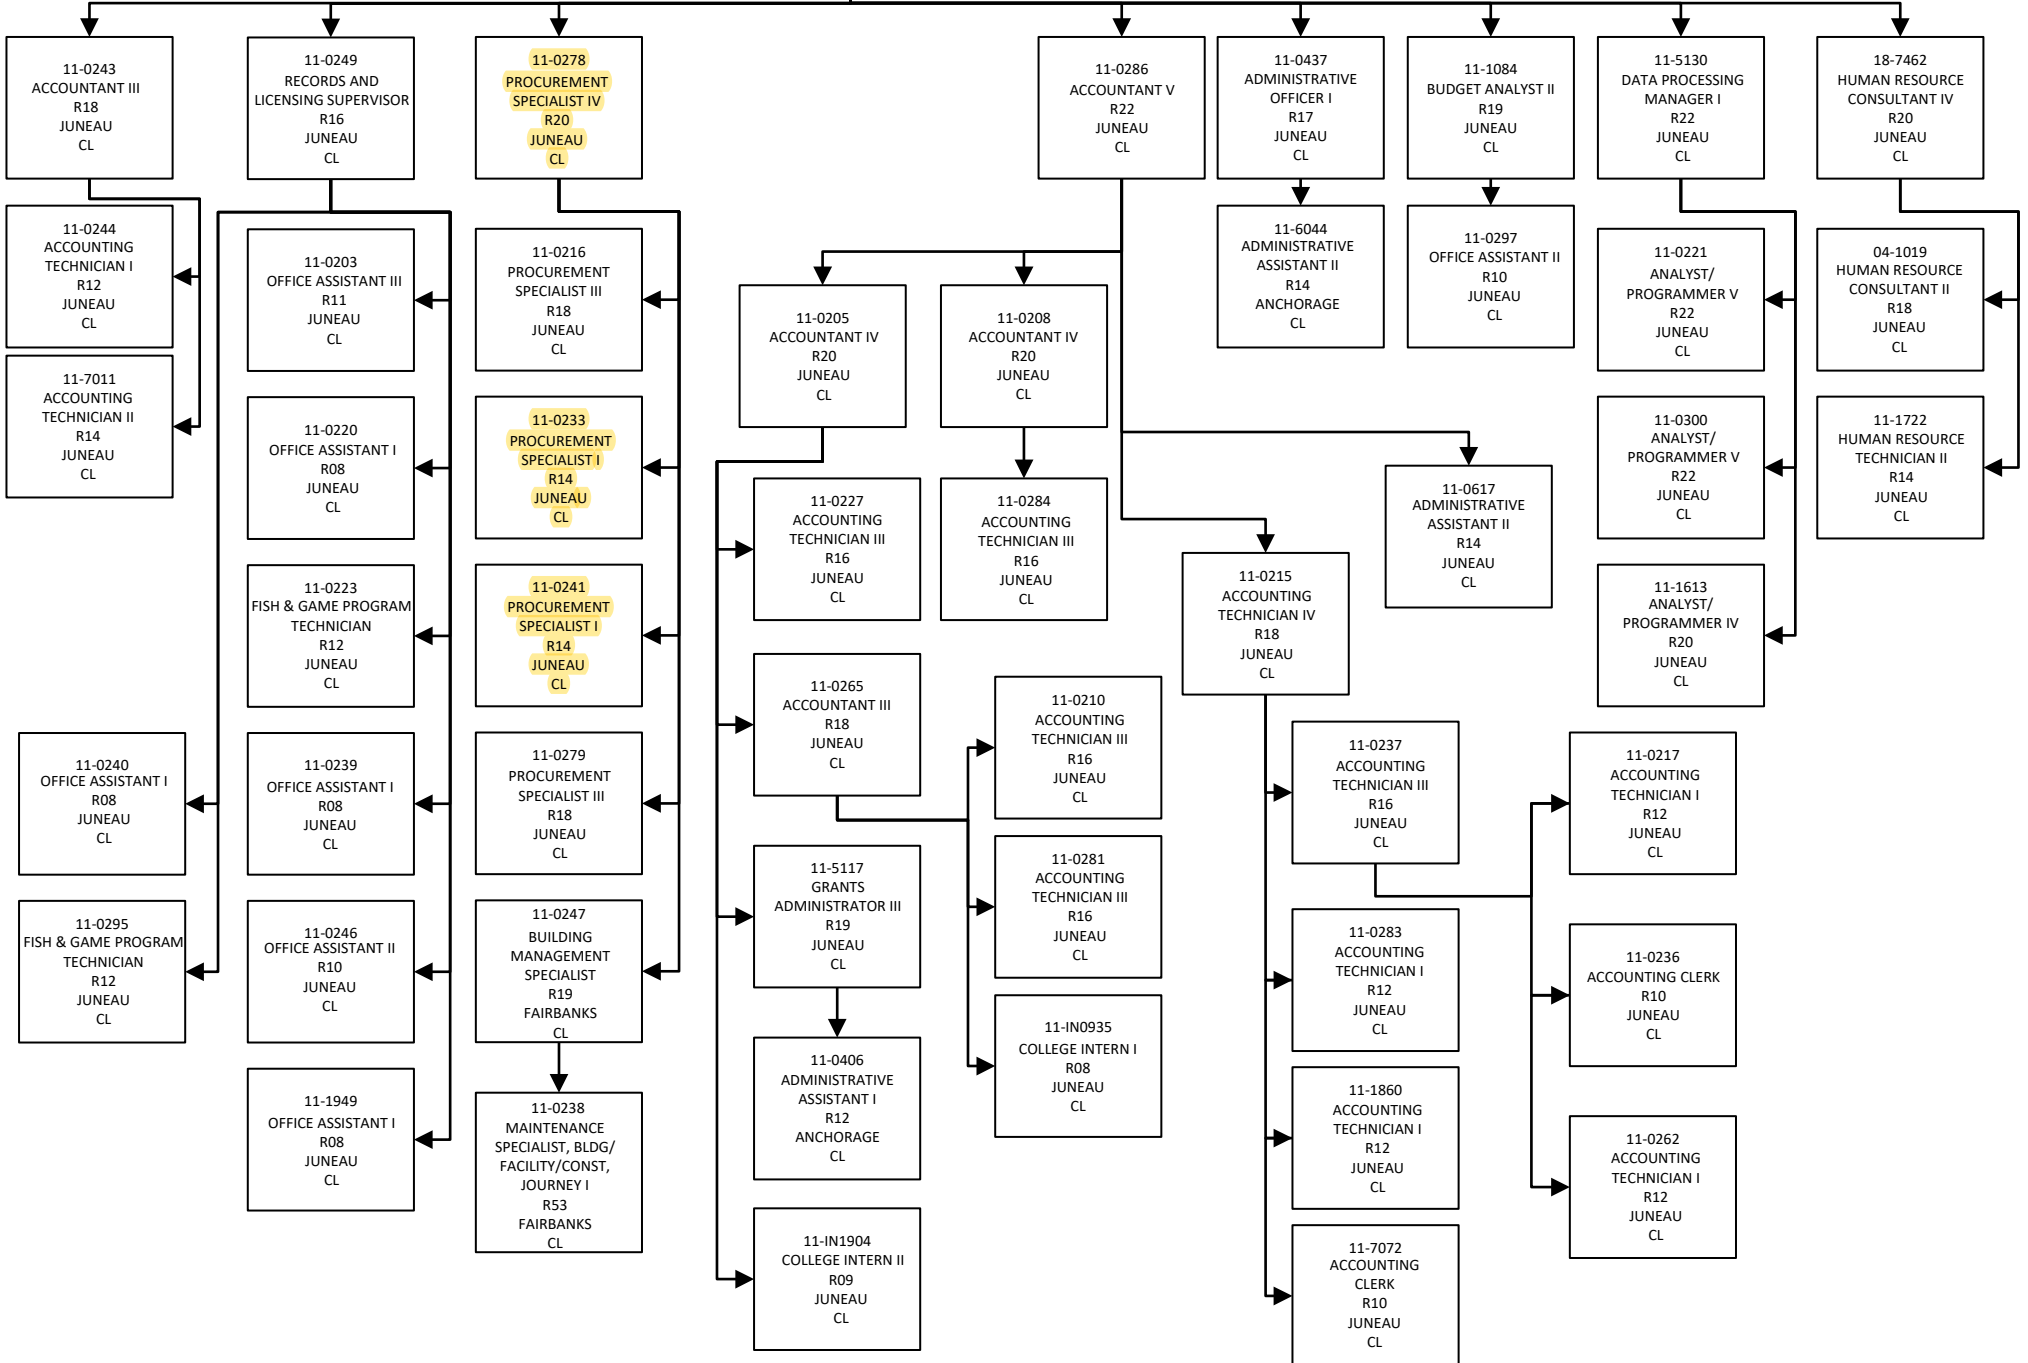 11-0243
ACCOUNTANT III
R18
JUNEAU
CL
11-0249
RECORDS AND
LICENSING SUPERVISOR
R16
JUNEAU
CL
11-0278
PROCUREMENT
SPECIALIST IV
R20
JUNEAU
CL
11-0286
ACCOUNTANT V
R22
JUNEAU
CL
11-0437
ADMINISTRATIVE
OFFICER I
R17
JUNEAU
CL
11-1084
BUDGET ANALYST II
R19
JUNEAU
CL
11-5130
DATA PROCESSING
MANAGER I
R22
JUNEAU
CL
18-7462
HUMAN RESOURCE
CONSULTANT IV
R20
JUNEAU
CL
11-0244
ACCOUNTING
TECHNICIAN I
R12
JUNEAU
CL
11-7011
ACCOUNTING
TECHNICIAN II
R14
JUNEAU
CL
11-0203
OFFICE ASSISTANT III
R11
JUNEAU
CL
11-0220
OFFICE ASSISTANT I
R08
JUNEAU
CL
11-0223
FISH & GAME PROGRAM
TECHNICIAN
R12
JUNEAU
CL
11-0240
OFFICE ASSISTANT I
R08
JUNEAU
CL
11-0239
OFFICE ASSISTANT I
R08
JUNEAU
CL
11-0295
FISH & GAME PROGRAM
TECHNICIAN
R12
JUNEAU
CL
11-0246
OFFICE ASSISTANT II
R10
JUNEAU
CL
11-1949
OFFICE ASSISTANT I
R08
JUNEAU
CL
11-0216
PROCUREMENT
SPECIALIST III
R18
JUNEAU
CL
11-0233
PROCUREMENT
SPECIALIST I
R14
JUNEAU
CL
11-0241
PROCUREMENT
SPECIALIST I
R14
JUNEAU
CL
11-0279
PROCUREMENT
SPECIALIST III
R18
JUNEAU
CL
11-0247
BUILDING
MANAGEMENT
SPECIALIST
R19
FAIRBANKS
CL
11-0238
MAINTENANCE
SPECIALIST, BLDG/
FACILITY/CONST,
JOURNEY I
R53
FAIRBANKS
CL
11-0205
ACCOUNTANT IV
R20
JUNEAU
CL
11-0208
ACCOUNTANT IV
R20
JUNEAU
CL
11-0227
ACCOUNTING
TECHNICIAN III
R16
JUNEAU
CL
11-0284
ACCOUNTING
TECHNICIAN III
R16
JUNEAU
CL
11-0265
ACCOUNTANT III
R18
JUNEAU
CL
11-0210
ACCOUNTING
TECHNICIAN III
R16
JUNEAU
CL
11-0281
ACCOUNTING
TECHNICIAN III
R16
JUNEAU
CL
11-IN0935
COLLEGE INTERN I
R08
JUNEAU
CL
11-5117
GRANTS
ADMINISTRATOR III
R19
JUNEAU
CL
11-0406
ADMINISTRATIVE
ASSISTANT I
R12
ANCHORAGE
CL
11-IN1904
COLLEGE INTERN II
R09
JUNEAU
CL
11-6044
ADMINISTRATIVE
ASSISTANT II
R14
ANCHORAGE
CL
11-0297
OFFICE ASSISTANT II
R10
JUNEAU
CL
11-0617
ADMINISTRATIVE
ASSISTANT II
R14
JUNEAU
CL
11-0215
ACCOUNTING
TECHNICIAN IV
R18
JUNEAU
CL
11-0237
ACCOUNTING
TECHNICIAN III
R16
JUNEAU
CL
11-0283
ACCOUNTING
TECHNICIAN I
R12
JUNEAU
CL
11-1860
ACCOUNTING
TECHNICIAN I
R12
JUNEAU
CL
11-7072
ACCOUNTING
CLERK
R10
JUNEAU
CL
11-0217
ACCOUNTING
TECHNICIAN I
R12
JUNEAU
CL
11-0236
ACCOUNTING CLERK
R10
JUNEAU
CL
11-0262
ACCOUNTING
TECHNICIAN I
R12
JUNEAU
CL
11-0221
ANALYST/
PROGRAMMER V
R22
JUNEAU
CL
11-0300
ANALYST/
PROGRAMMER V
R22
JUNEAU
CL
11-1613
ANALYST/
PROGRAMMER IV
R20
JUNEAU
CL
04-1019
HUMAN RESOURCE
CONSULTANT II
R18
JUNEAU
CL
11-1722
HUMAN RESOURCE
TECHNICIAN II
R14
JUNEAU
CL